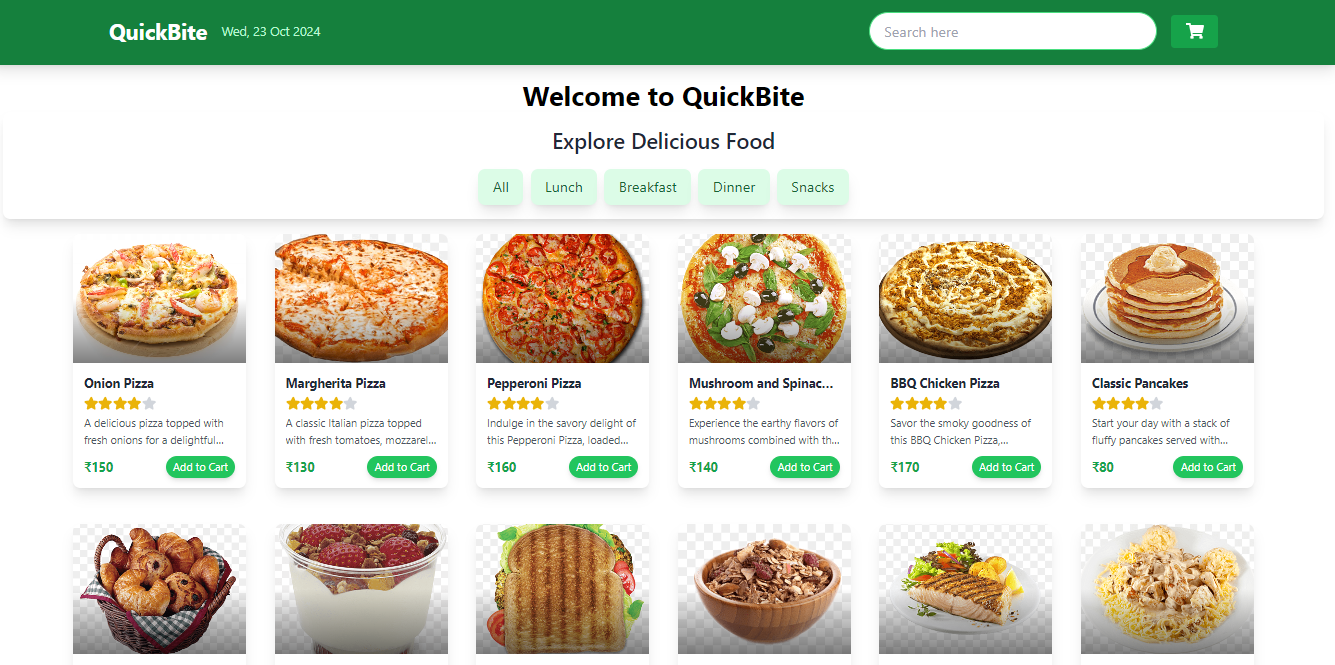 QuickBite Wed, 23 Oct 2024 Search here
Welcome to QuickBite
Explore Delicious Food
All Lunch Breakfast Dinner Snacks
Onion Pizza
A delicious pizza topped with
fresh onions for a delightful...
₹150 Add to Cart
Margherita Pizza
A classic Italian pizza topped
with fresh tomatoes, mozzarel...
₹130 Add to Cart
Pepperoni Pizza
Indulge in the savory delight of
this Pepperoni Pizza, loaded...
₹160 Add to Cart
Mushroom and Spinac...
Experience the earthy flavors of
mushrooms combined with th...
₹140 Add to Cart
BBQ Chicken Pizza
Savor the smoky goodness of
this BBQ Chicken Pizza,...
₹170 Add to Cart
Classic Pancakes
Start your day with a stack of
fluffy pancakes served with...
₹80 Add to Cart